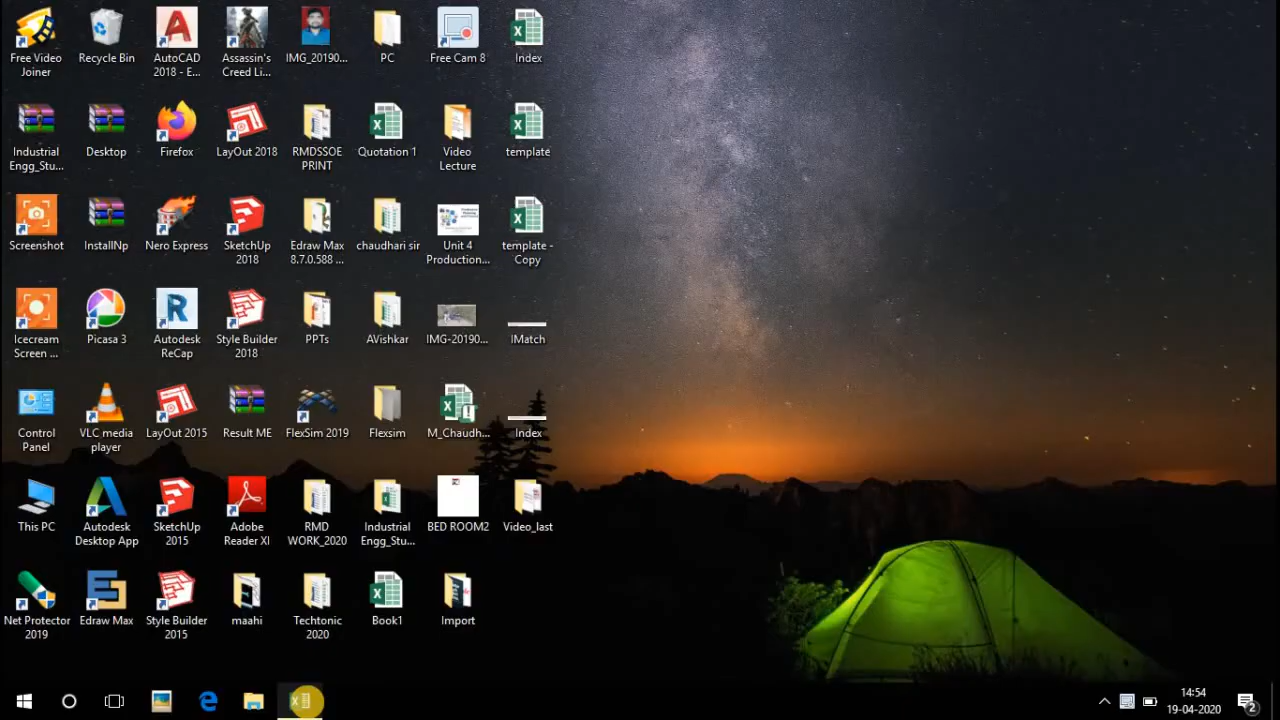 Free Video
Joiner
Recycle Bin
AutoCAD
2018 - E...
Assassin's
Creed Li...
IMG_20190...
PC
Free Cam 8
Index
Industrial
Engg_Stu...
Desktop
Firefox
LayOut 2018
RMDSSOE
PRINT
Quotation 1
Video
Lecture
template
Screenshot
InstallNp
Nero Express
SketchUp
2018
Edraw Max
8.7.0.588 ...
chaudhari sir
Unit 4
Production...
template -
Copy
Icecream
Screen ...
Picasa 3
Autodesk
ReCap
Style Builder
2018
PPTs
AVishkar
IMG-20190...
IMatch
Control
Panel
VLC media
player
LayOut 2015
Result ME
FlexSim 2019
Flexsim
M_Chaudh...
Index
This PC
Autodesk
Desktop App
SketchUp
2015
Adobe
Reader XI
RMD
WORK_2020
Industrial
Engg_Stu...
BED ROOM2
Video_last
Net Protector
2019
Edraw Max
Style Builder
2015
maahi
Techtonic
2020
Book1
Import
14:54
19-04-2020
2